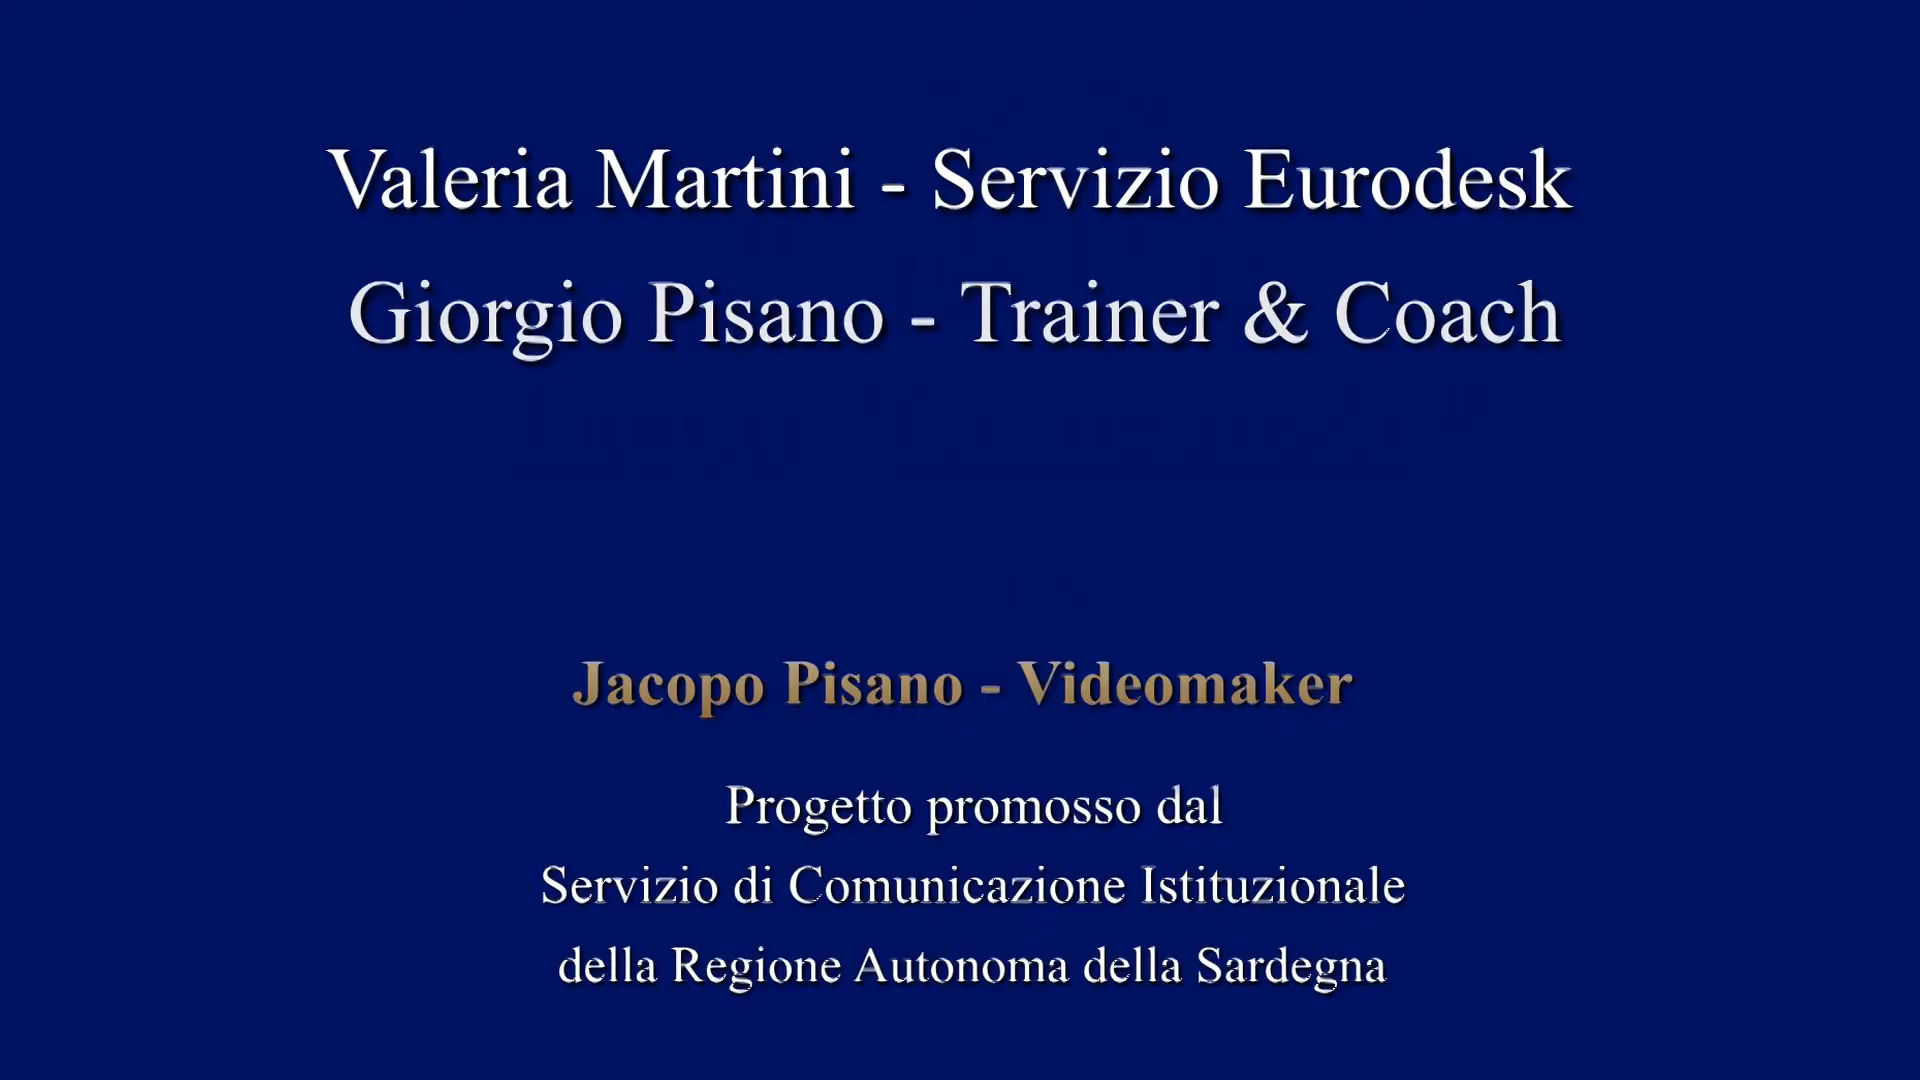 Valeria Martini - Servizio Eurodesk
Giorgio Pisano - Trainer & Coach
Jacopo Pisano - Videomaker
Progetto promosso dal
Servizio di Comunicazione Istituzionale
della Regione Autonoma della Sardegna